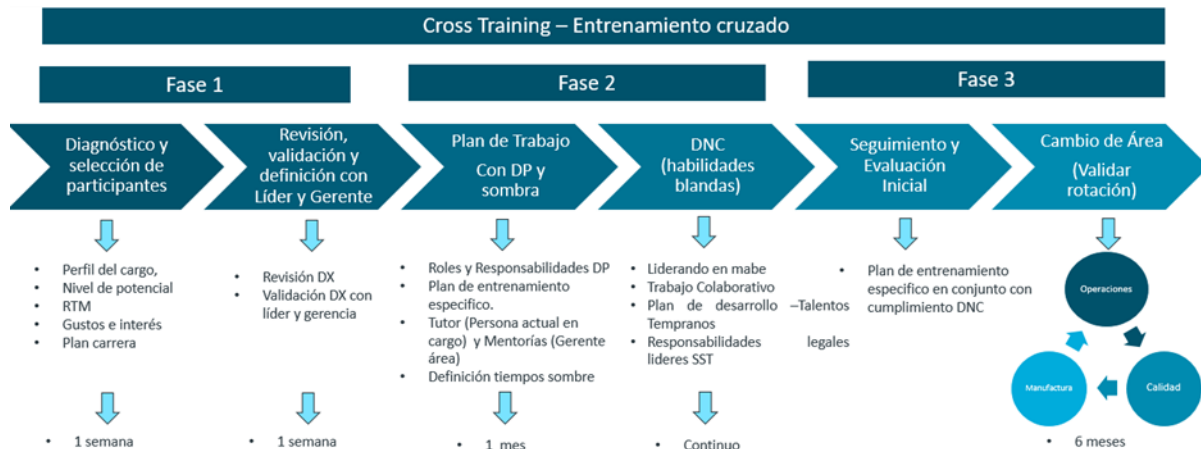 Cross Training – Entrenamiento cruzado
Fase 1
Fase 2
Fase 3
Diagnóstico y
selección de
participantes
Revisión,
validación y
definición con
Líder y Gerente
Plan de Trabajo
Con DP y
sombra
DNC
(habilidades
blandas)
Seguimiento y
Evaluación
Inicial
Cambio de Área
(Validar
rotación)
• Perfil del cargo,
• Nivel de potencial
• RTM
• Gustos e interés
• Plan carrera
• Revisión DX
• Validación DX con
líder y gerencia
• Roles y Responsabilidades DP
• Plan de entrenamiento
especifico.
• Tutor (Persona actual en
cargo) y Mentorías (Gerente
área)
• Definición tiempos sombre
• Liderando en mabe
• Trabajo Colaborativo
• Plan de desarrollo –Talentos
Tempranos
• Responsabilidades legales
lideres SST
• Plan de entrenamiento
especifico en conjunto con
cumplimiento DNC
Operaciones
Manufactura
Calidad
• 1 semana
• 1 semana
• 1 mes
• Continuo
• 6 meses